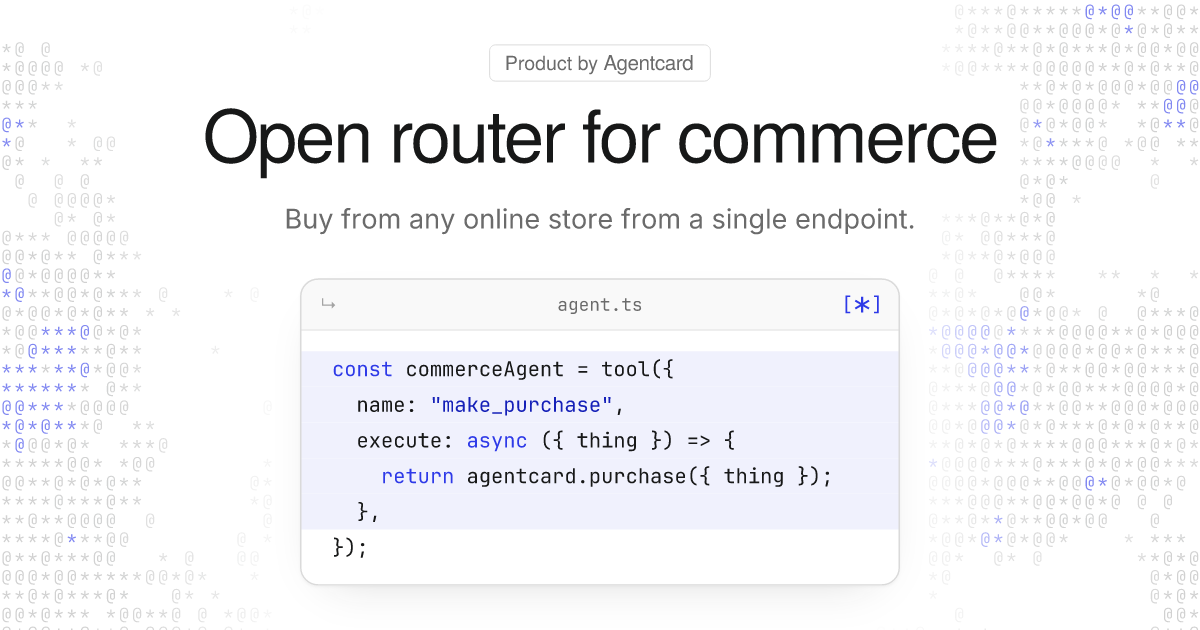 Product by Agentcard
Open router for commerce
Buy from any online store from a single endpoint.
agent.ts
[*]
const commerceAgent = tool({
name: "make_purchase",
execute: async ({ thing }) => {
return agentcard.purchase({ thing });
},
});